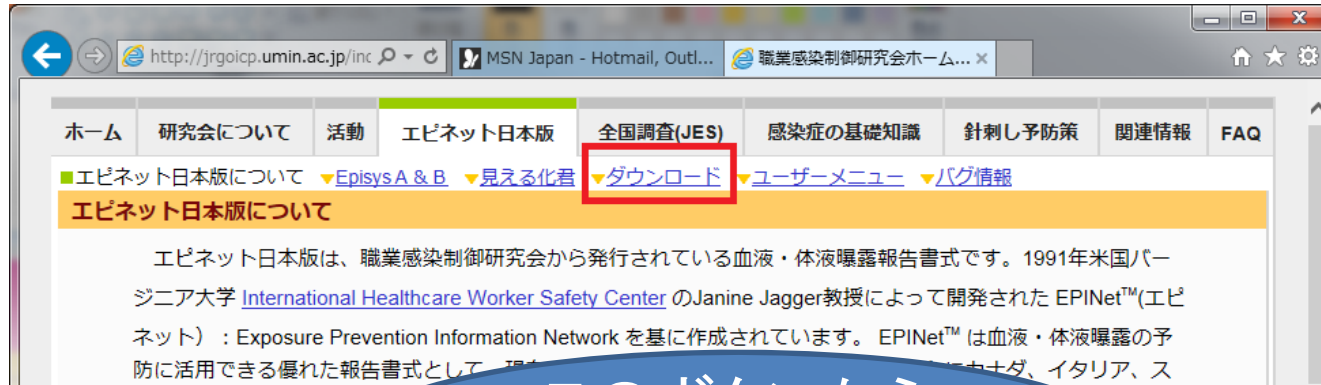 http://jrgoicp.umin.ac.jp/inc
MSN Japan - Hotmail, Outl...
職業感染制御研究会ホーム... ×
ホーム 研究会について 活動 エピネット日本版 全国調査(JES) 感染症の基礎知識 針刺し予防策 関連情報 FAQ
■エピネット日本版について ▼Episys A & B ▼見える化君 ▼ダウンロード ▼ユーザーメニュー ▼バグ情報
エピネット日本版について
エピネット日本版は、職業感染制御研究会から発行されている血液・体液曝露報告書式です。1991年米国バー
ジニア大学 International Healthcare Worker Safety Center のJanine Jagger教授によって開発された EPINet™(エピ
ネット）：Exposure Prevention Information Network を基に作成されています。 EPINet™ は血液・体液曝露の予
防に活用できる優れた報告書式として、現在 カナダ、イタリア、ス
このボタンから